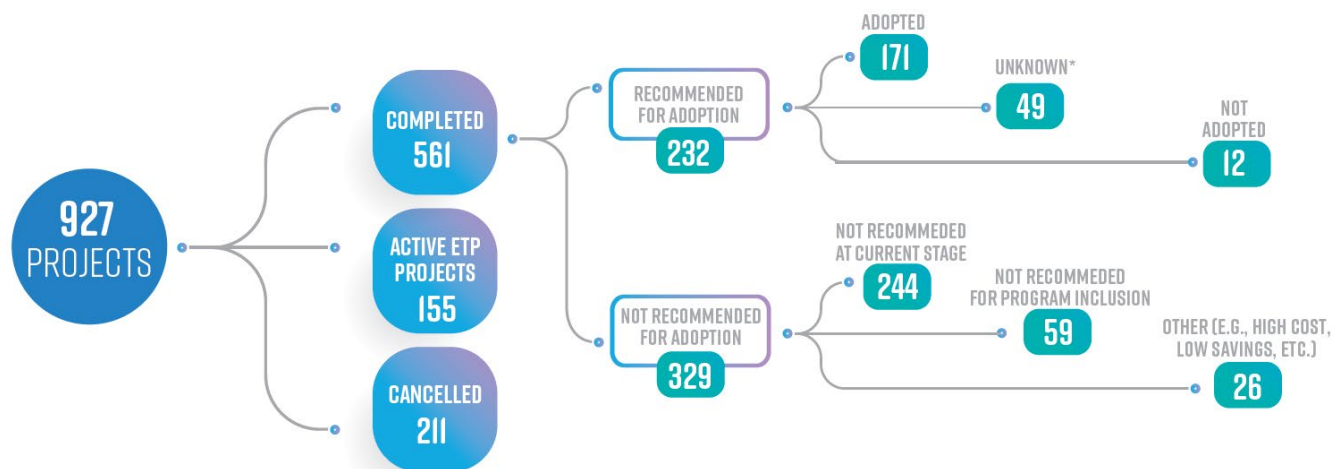 927
PROJECTS
COMPLETED
561
ACTIVE ETP
PROJECTS
155
CANCELLED
211
RECOMMENDED
FOR ADOPTION
232
ADOPTED
171
UNKNOWN*
49
NOT
ADOPTED
12
NOT RECOMMENDED
FOR ADOPTION
329
NOT RECOMMEDED
AT CURRENT STAGE
244
NOT RECOMMEDED
FOR PROGRAM INCLUSION
59
OTHER (E.G., HIGH COST,
LOW SAVINGS, ETC.)
26